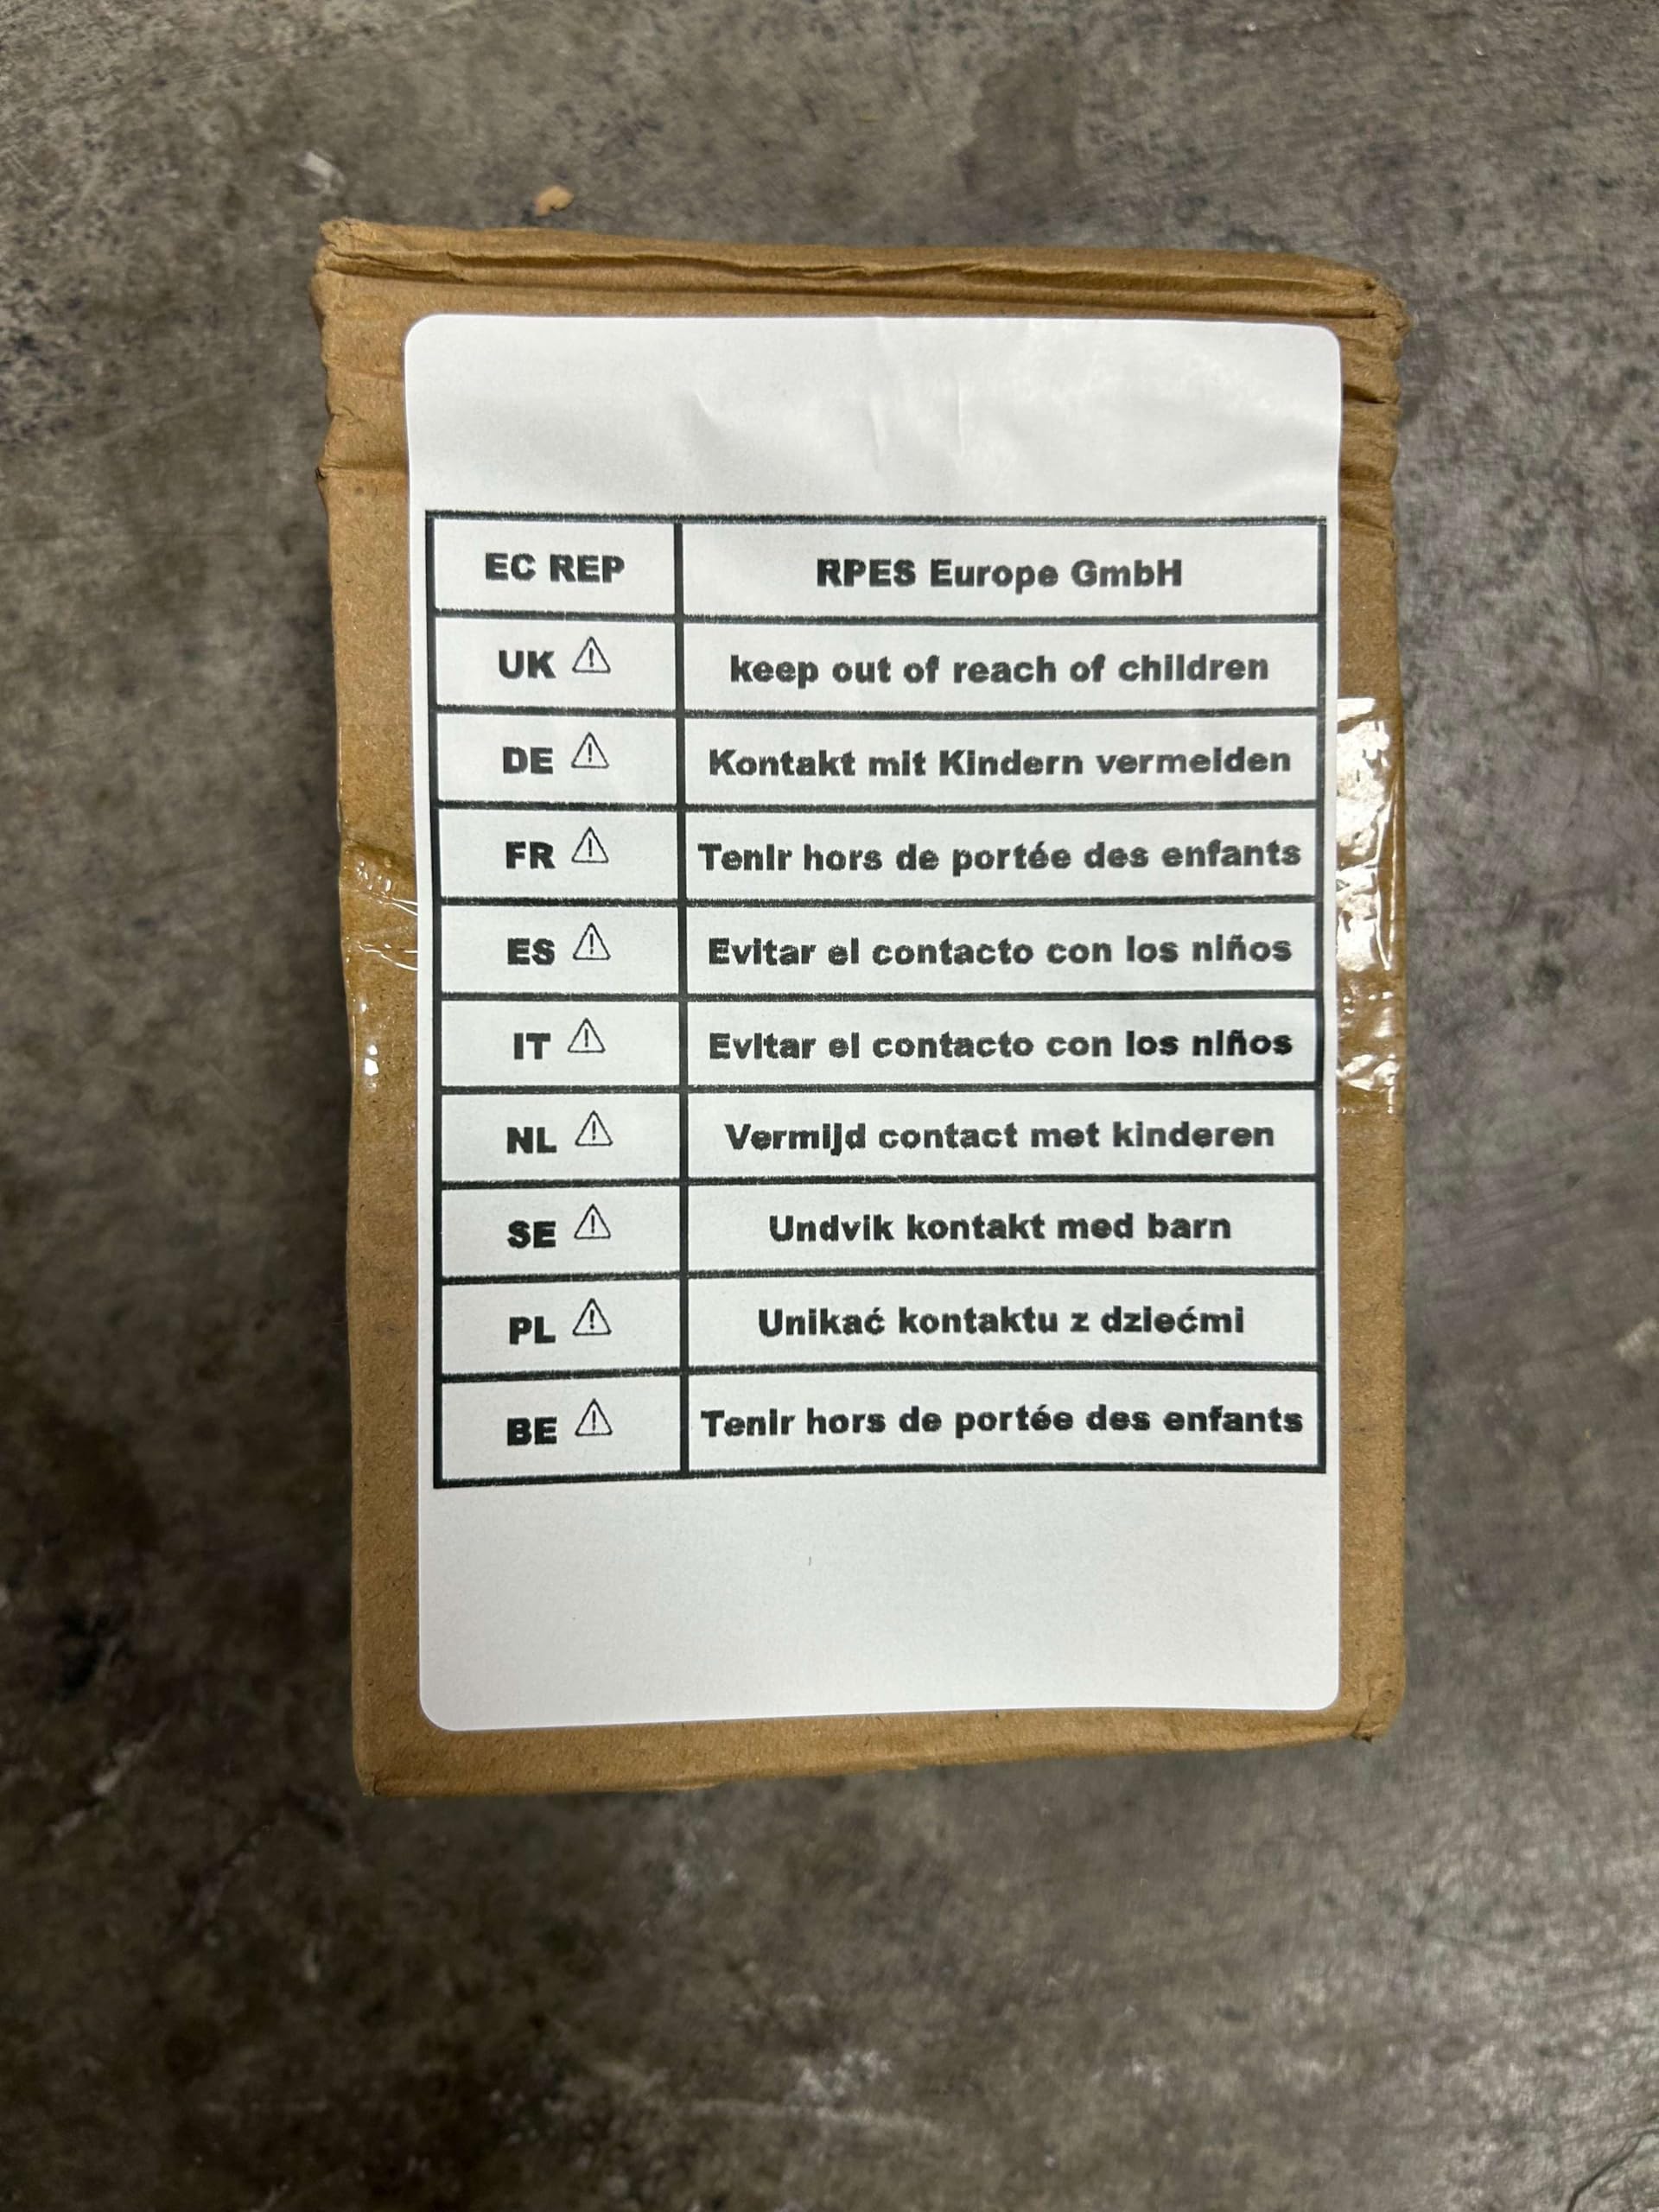 EC REP RPES Europe GmbH
UK ⚠ keep out of reach of children
DE ⚠ Kontakt mit Kindern vermeiden
FR ⚠ Tenir hors de portée des enfants
ES ⚠ Evitar el contacto con los niños
IT ⚠ Evitar el contacto con los niños
NL ⚠ Vermijd contact met kinderen
SE ⚠ Undvik kontakt med barn
PL ⚠ Unikać kontaktu z dziećmi
BE ⚠ Tenir hors de portée des enfants